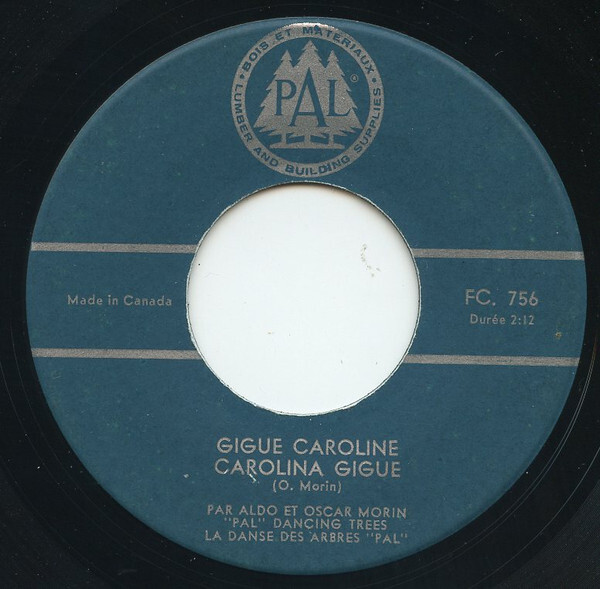 BOIS ET MATERIAUX
PAL
®
LUMBER AND BUILDING SUPPLIES
Made in Canada
FC. 756
Durée 2:12
GIGUE CAROLINE
CAROLINA GIGUE
(O. Morin)
PAR ALDO ET OSCAR MORIN
"PAL" DANCING TREES
LA DANSE DES ARBRES "PAL"